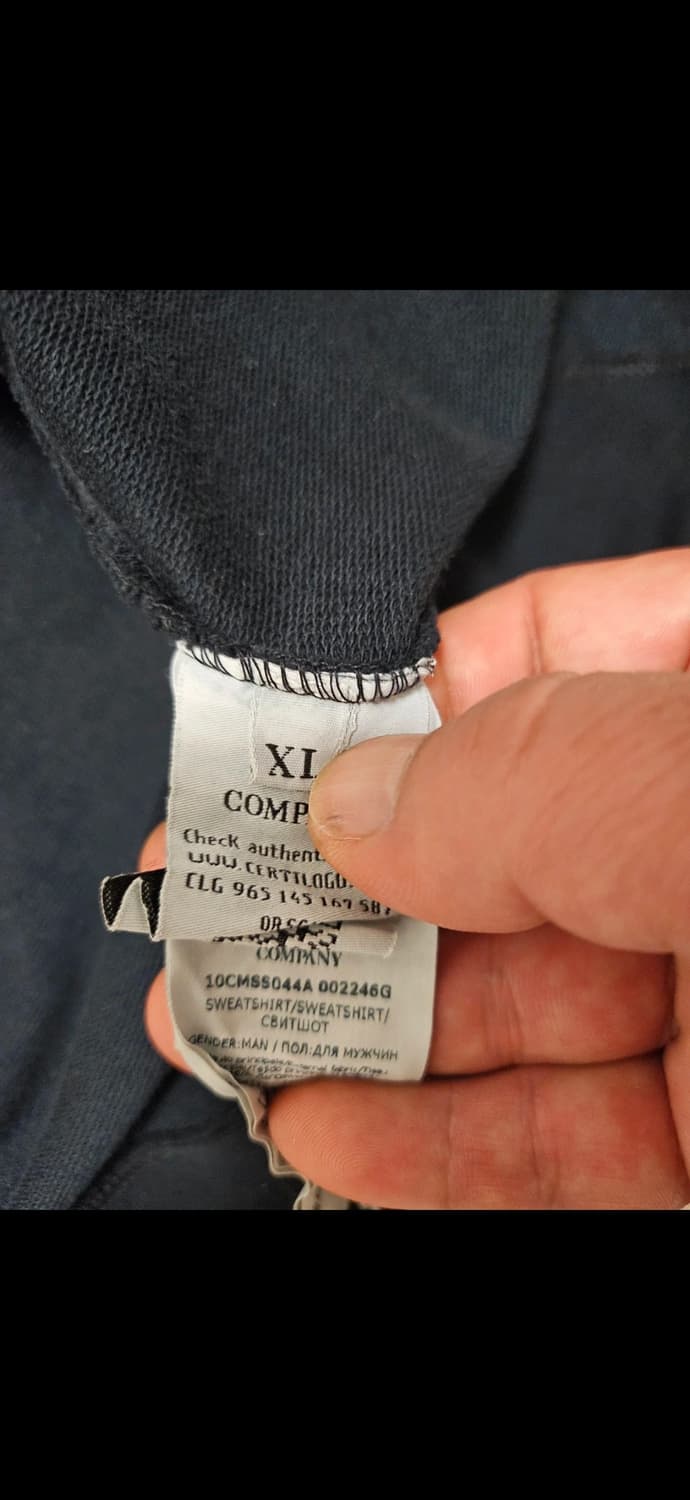 XL
COMP
Check authent
WWW.CERTILOGO.
CLG 965 145 167 587
OR SC
COMPANY
10CMSS044A 002246G
SWEATSHIRT/SWEATSHIRT/
СВИТШОТ
GENDER:MAN / ПОЛ:ДЛЯ МУЖЧИН